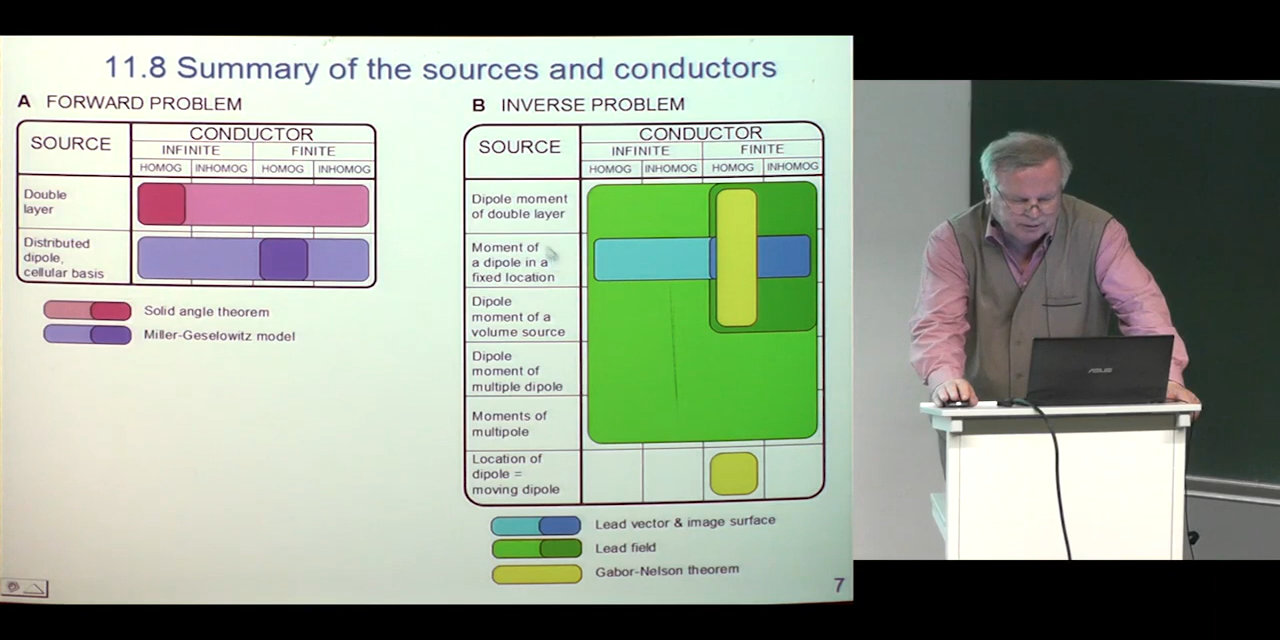 11.8 Summary of the sources and conductors
A FORWARD PROBLEM
SOURCE
CONDUCTOR
INFINITE FINITE
HOMOG INHOMOG HOMOG INHOMOG
Double
layer
Distributed
dipole,
cellular basis
Solid angle theorem
Miller-Geselowitz model
B INVERSE PROBLEM
SOURCE
CONDUCTOR
INFINITE FINITE
HOMOG INHOMOG HOMOG INHOMOG
Dipole moment
of double layer
Moment of
a dipole in a
fixed location
Dipole
moment of a
volume source
Dipole
moment of
multiple dipole
Moments of
multipole
Location of
dipole =
moving dipole
Lead vector & image surface
Lead field
Gabor-Nelson theorem
7
ASUS